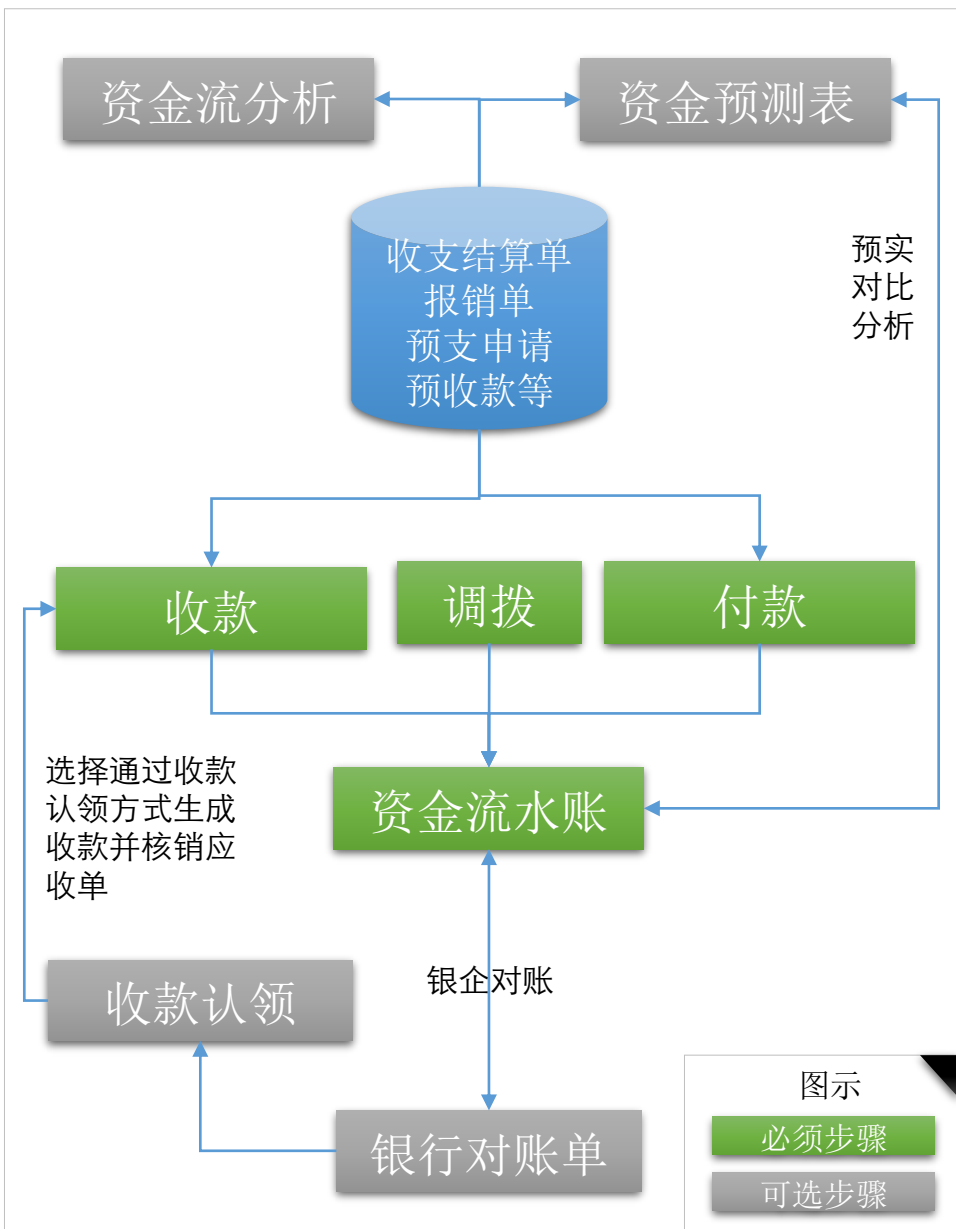 资金流分析
资金预测表
收支结算单
报销单
预支申请
预收款等
预实
对比
分析
收款
调拨
付款
选择通过收款
认领方式生成
收款并核销应
收单
资金流水账
收款认领
银企对账
银行对账单
图示
必须步骤
可选步骤